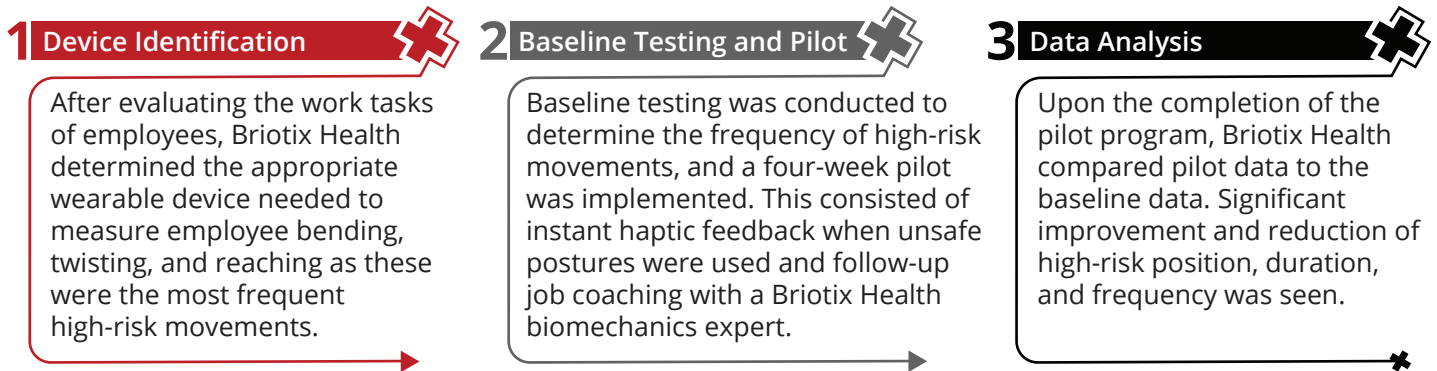 1 Device Identification
After evaluating the work tasks
of employees, Briotix Health
determined the appropriate
wearable device needed to
measure employee bending,
twisting, and reaching as these
were the most frequent
high-risk movements.
2 Baseline Testing and Pilot
Baseline testing was conducted to
determine the frequency of high-risk
movements, and a four-week pilot
was implemented. This consisted of
instant haptic feedback when unsafe
postures were used and follow-up
job coaching with a Briotix Health
biomechanics expert.
3 Data Analysis
Upon the completion of the
pilot program, Briotix Health
compared pilot data to the
baseline data. Significant
improvement and reduction of
high-risk position, duration,
and frequency was seen.